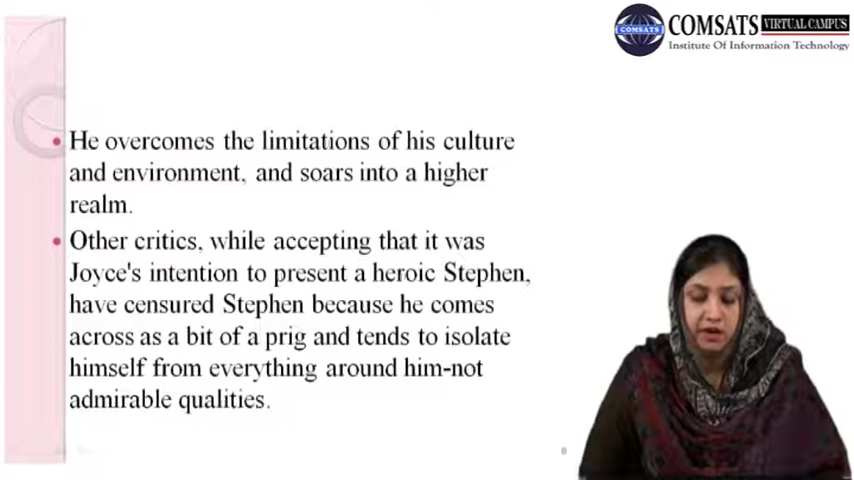 COMSATS
COMSATS VIRTUAL CAMPUS
Institute Of Information Technology
• He overcomes the limitations of his culture
and environment, and soars into a higher
realm.
• Other critics, while accepting that it was
Joyce's intention to present a heroic Stephen,
have censured Stephen because he comes
across as a bit of a prig and tends to isolate
himself from everything around him-not
admirable qualities.
8